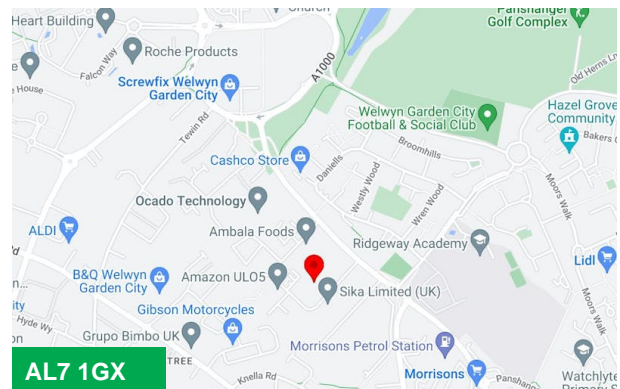 Heart Building
Church
Panshanger
Golf Complex
Roche Products
Falcon Way
House
A1000
Old Herns Ln
Screwfix Welwyn
Garden City
Tewin Rd
Welwyn Garden City
Football & Social Club
Hazel Grove
Community
Bakers
Broomhills
Cashco Store
Daniells
Westly Wood
Wren Wood
Moors Walk
Ocado Technology
Ambala Foods
ALDI
Ridgeway Academy
Lidl
B&Q Welwyn
Garden City
Amazon ULO5
Sika Limited (UK)
Gibson Motorcycles
Hyde Wy
Grupo Bimbo UK
Morrisons Petrol Station
Moors Walk
TREE
Knella Rd
Morrisons
Panshang
Watchlyte
AL7 1GX